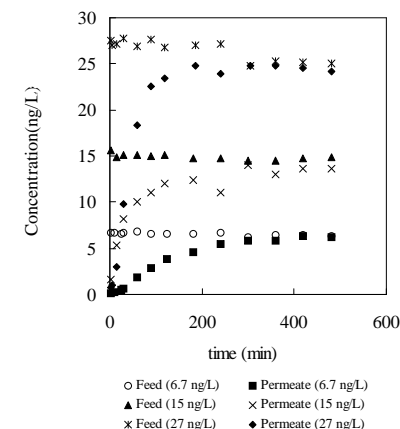 30
25
20
15
10
5
0
Concentration(ng/L)
0 200 400 600
time (min)
Feed (6.7 ng/L) Permeate (6.7 ng/L)
Feed (15 ng/L) Permeate (15 ng/L)
Feed (27 ng/L) Permeate (27 ng/L)